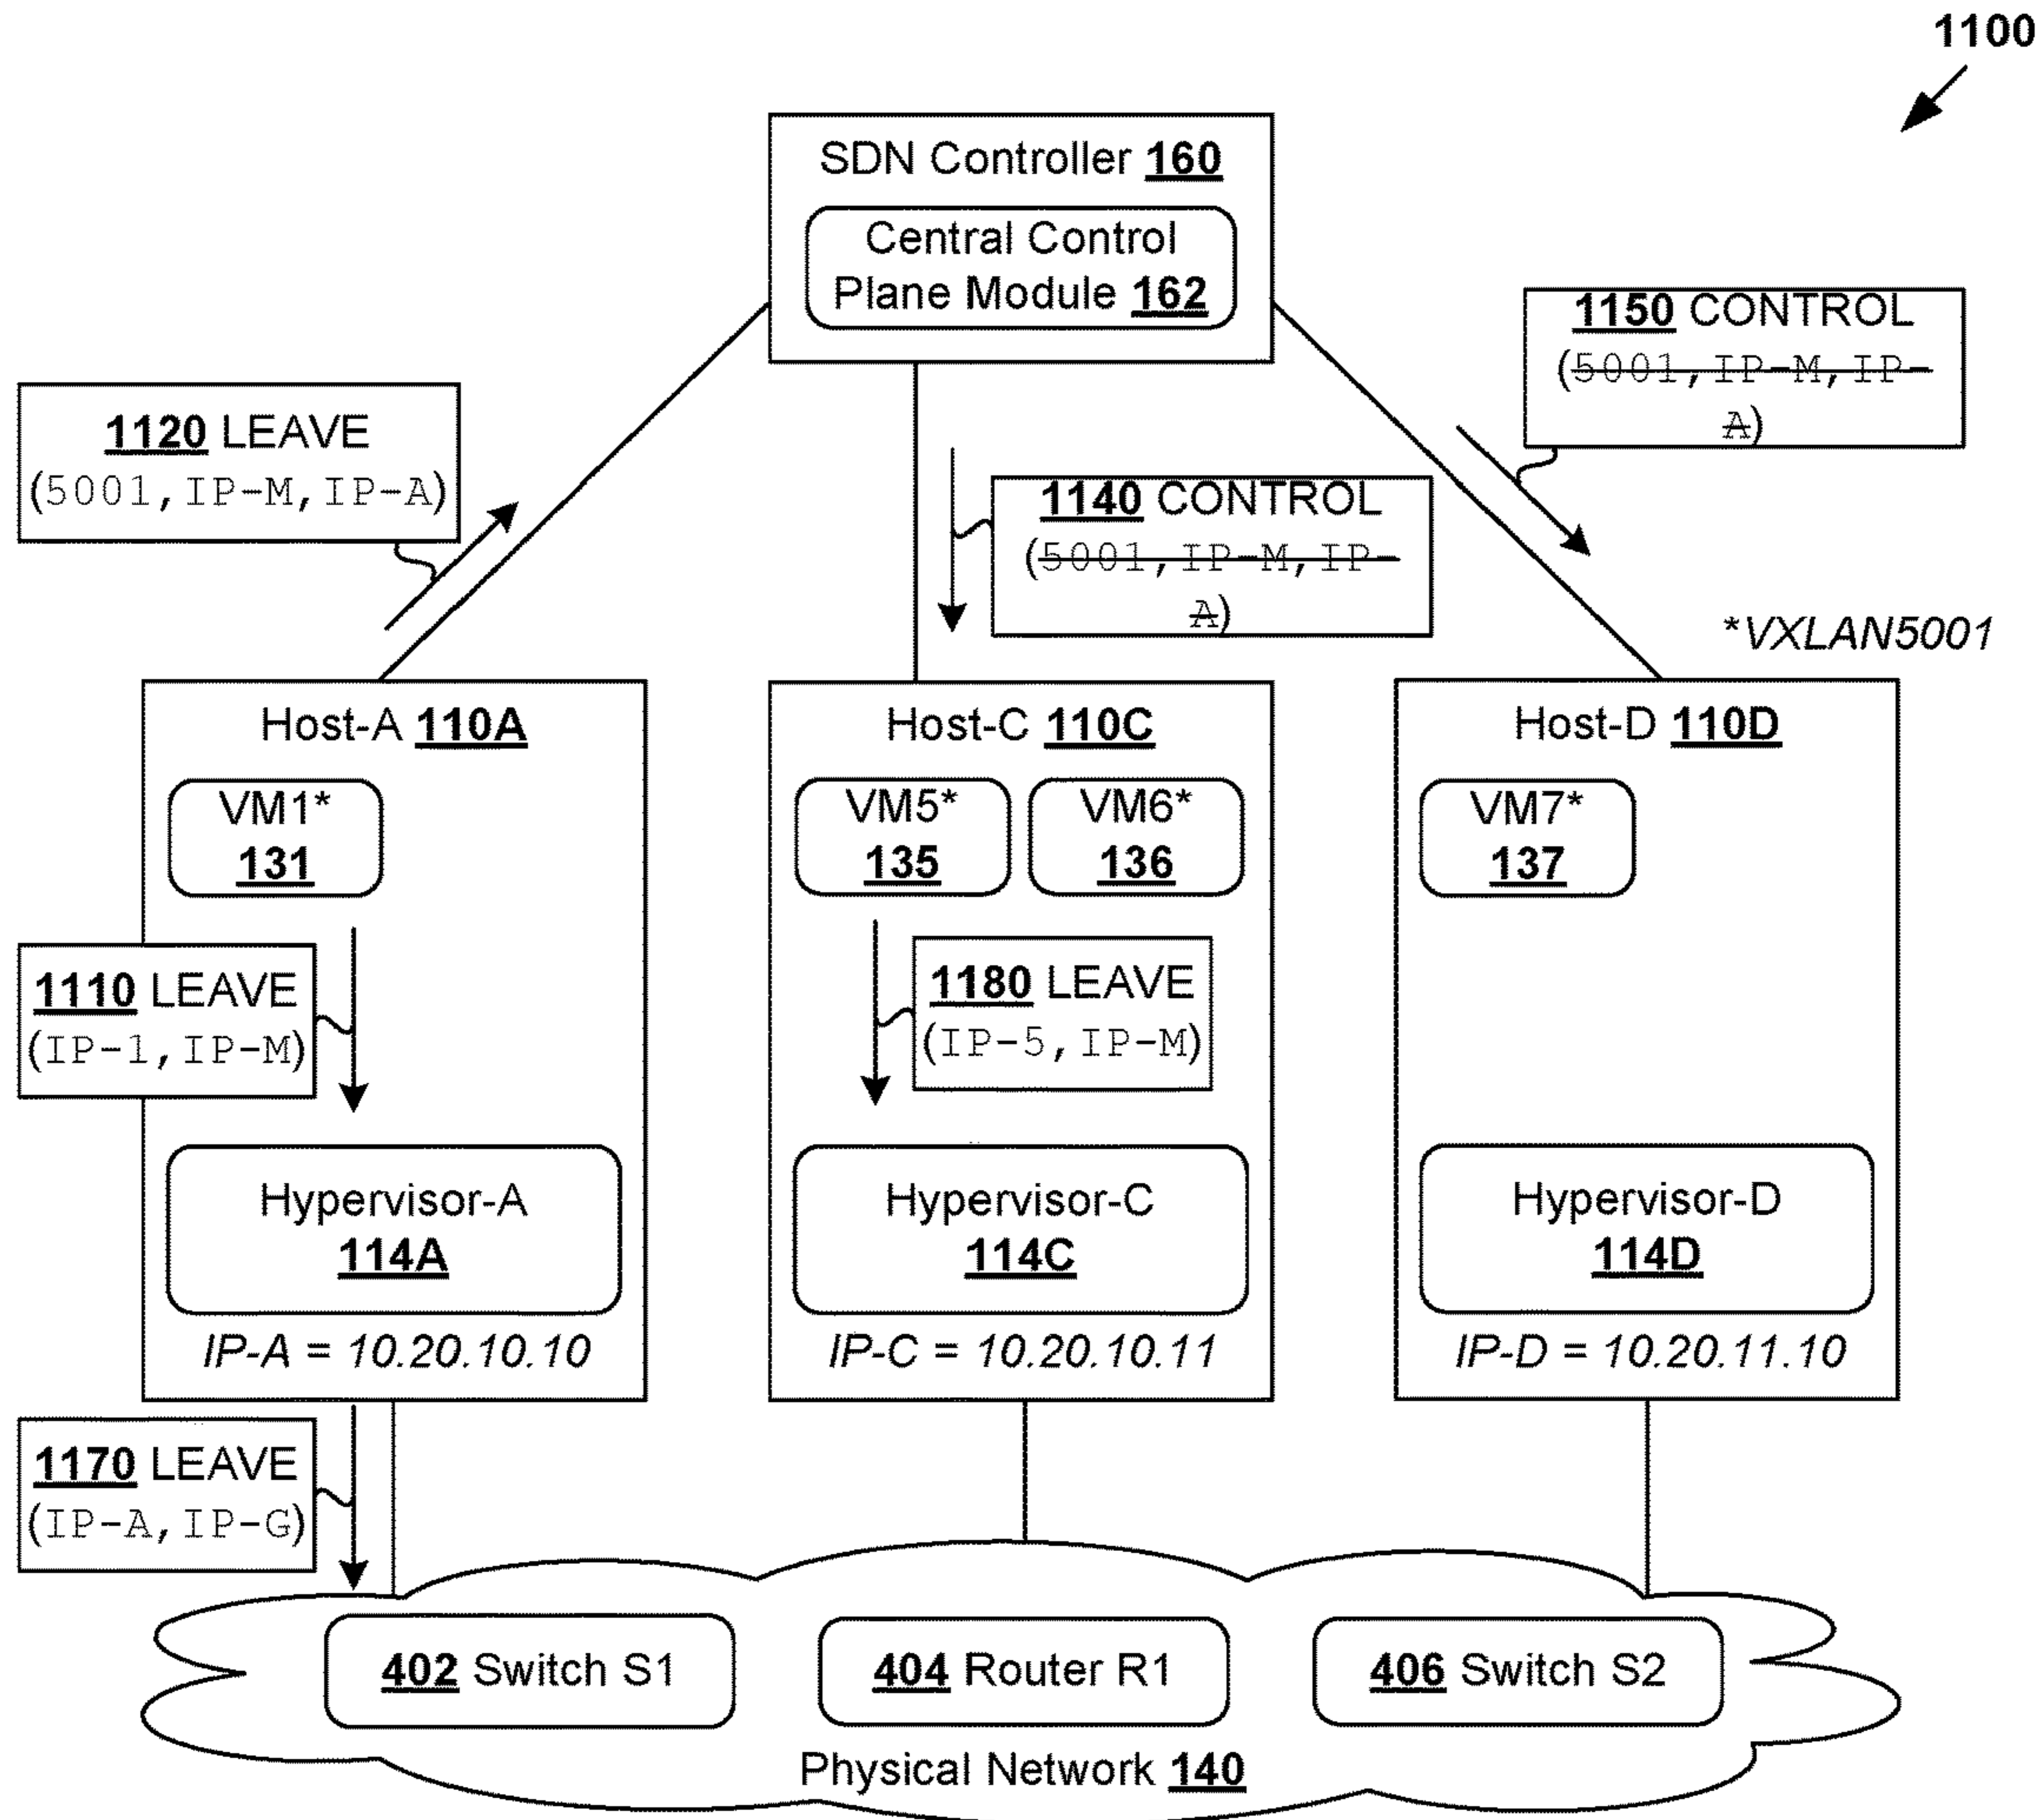 1100
SDN Controller 160
Central Control
Plane Module 162
1150 CONTROL
(5001, IP-M, IP-
A)
1120 LEAVE
(5001, IP-M, IP-A)
1140 CONTROL
(5001, IP-M, IP-
A)
*VXLAN5001
Host-A 110A
VM1*
131
1110 LEAVE
(IP-1, IP-M)
Hypervisor-A
114A
IP-A = 10.20.10.10
1170 LEAVE
(IP-A, IP-G)
Host-C 110C
VM5*
135
VM6*
136
1180 LEAVE
(IP-5, IP-M)
Hypervisor-C
114C
IP-C = 10.20.10.11
Host-D 110D
VM7*
137
Hypervisor-D
114D
IP-D = 10.20.11.10
402 Switch S1
404 Router R1
406 Switch S2
Physical Network 140